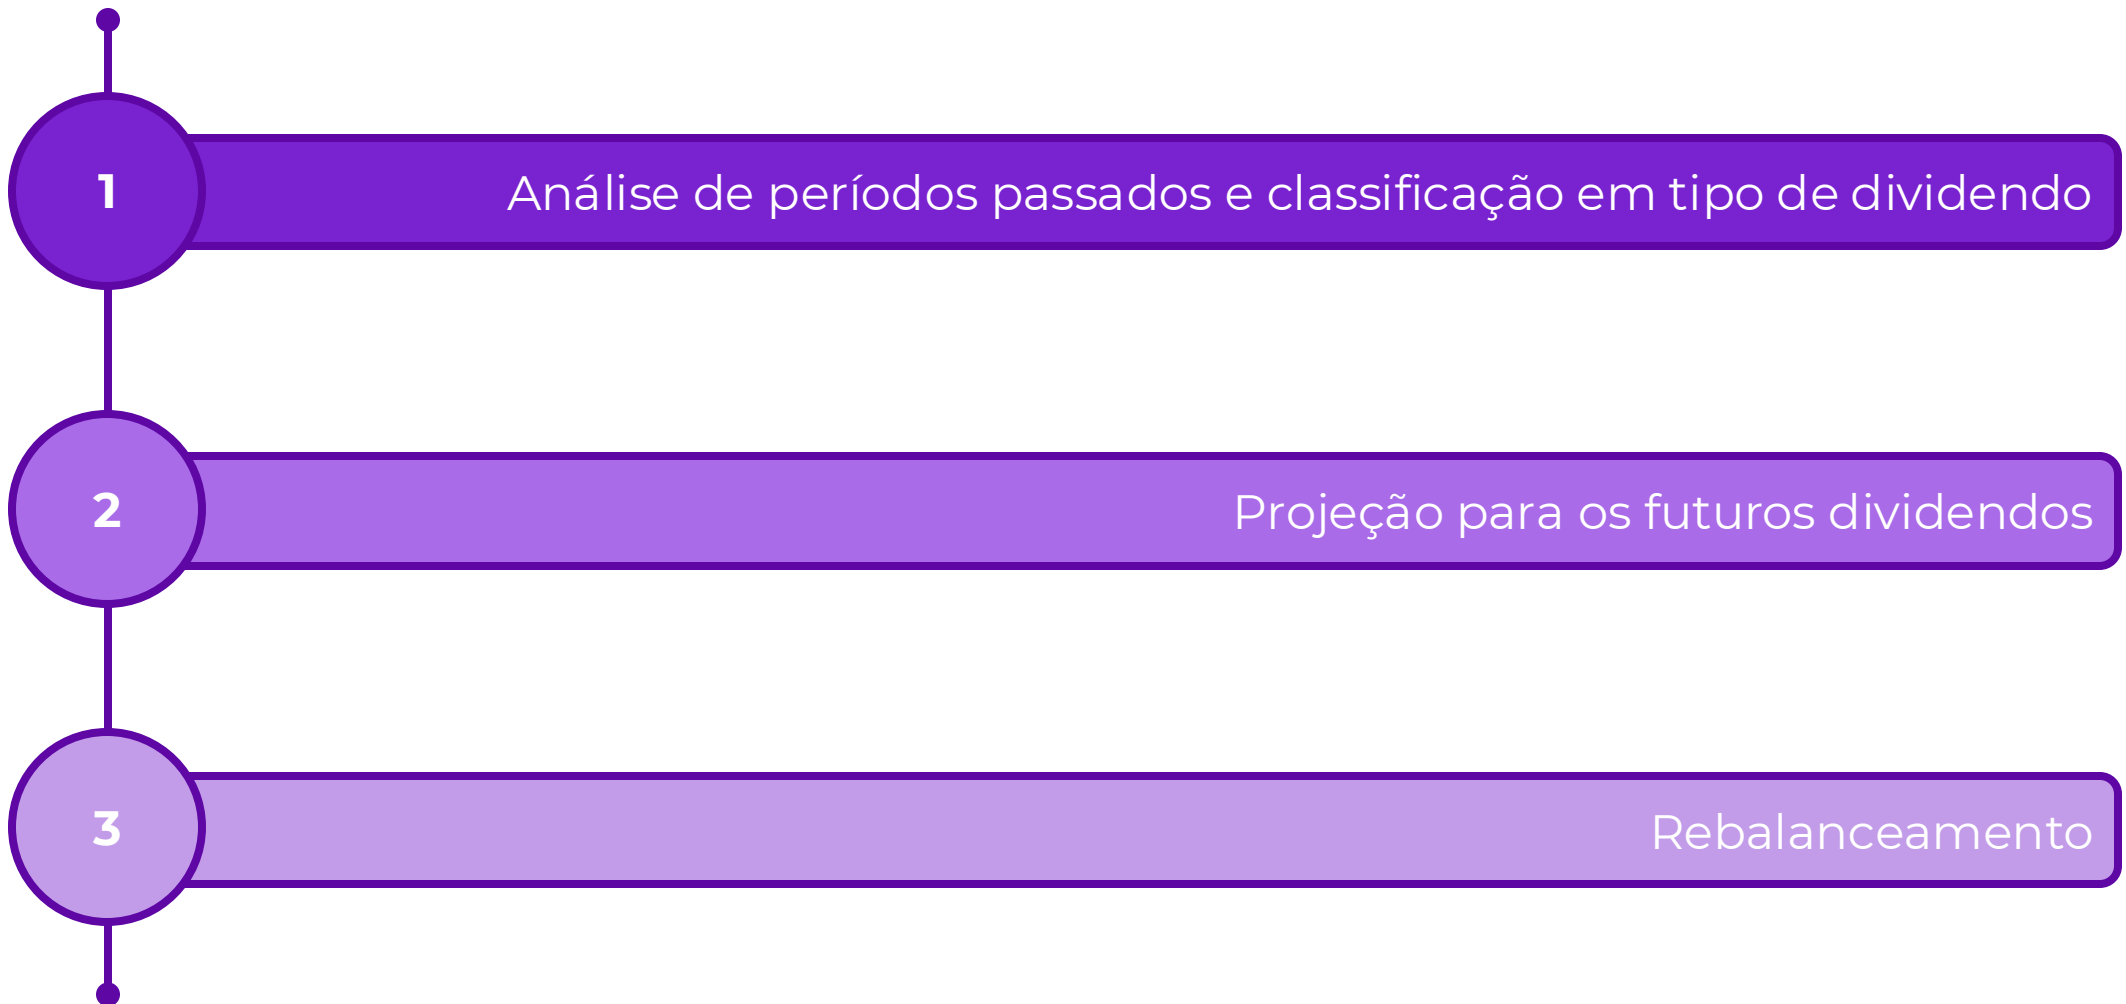 1
Análise de períodos passados e classificação em tipo de dividendo
2
Projeção para os futuros dividendos
3
Rebalanceamento